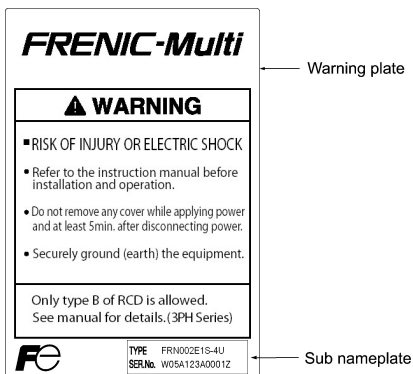 FRENIC-Multi
Warning plate
WARNING
■RISK OF INJURY OR ELECTRIC SHOCK
• Refer to the instruction manual before
installation and operation.
• Do not remove any cover while applying power
and at least 5min. after disconnecting power.
• Securely ground (earth) the equipment.
Only type B of RCD is allowed.
See manual for details.(3PH Series)
Fe
TYPE FRN002E1S-4U
SER.No. W05A123A0001Z
Sub nameplate